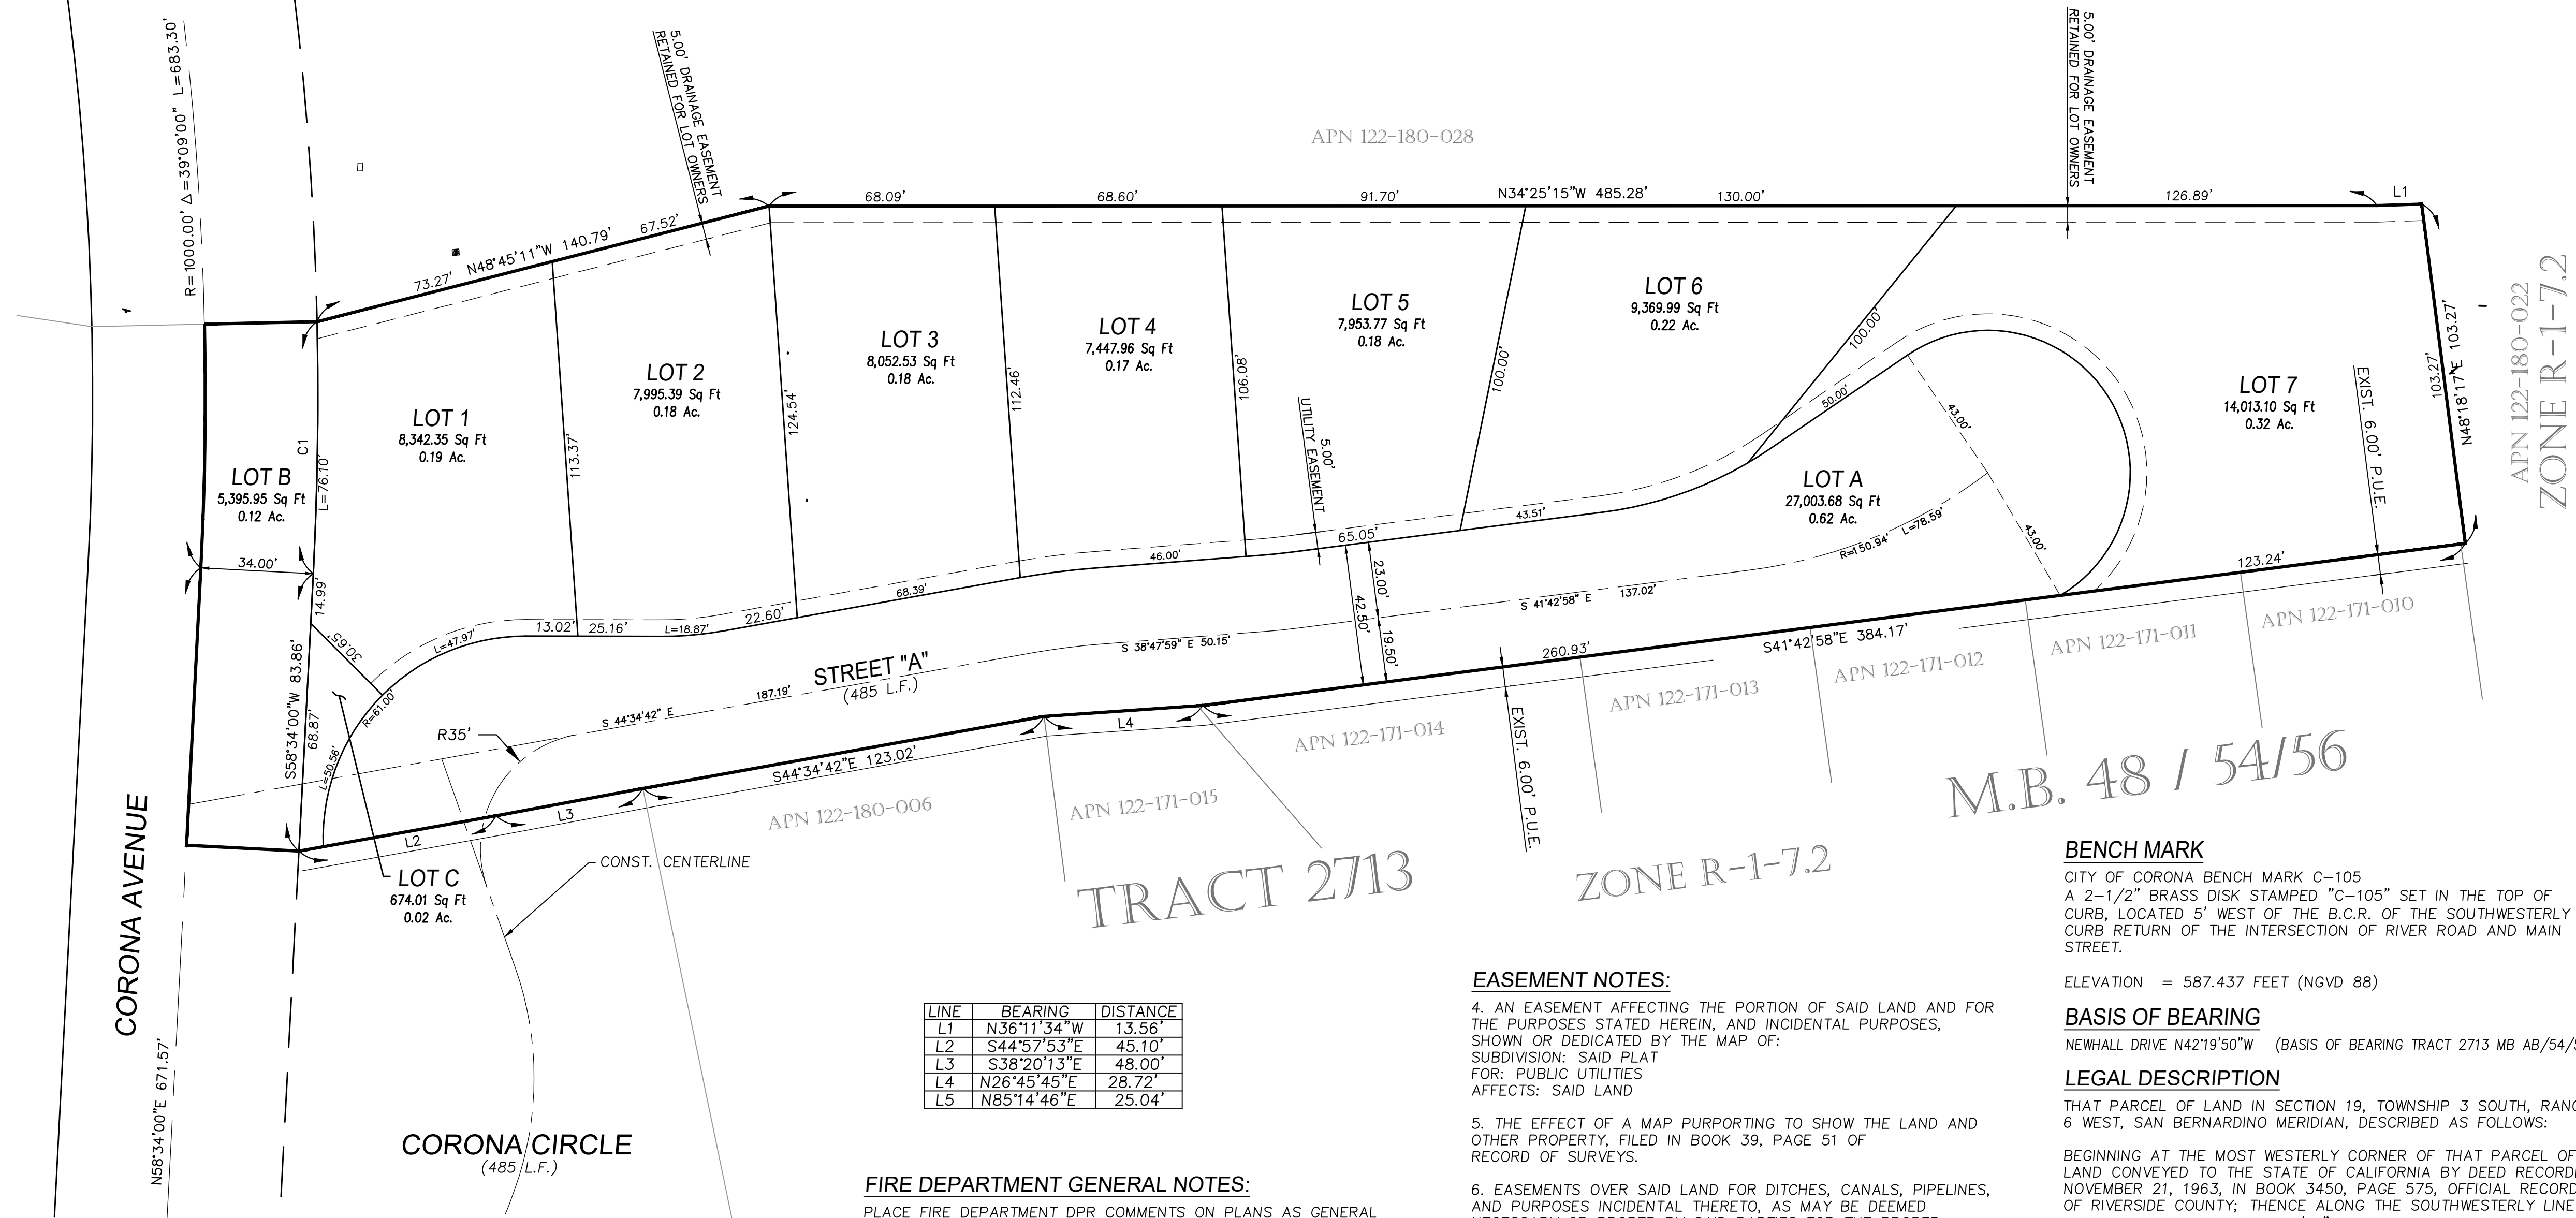 R=1000.00' Δ=39°09'00" L=683.30'
5.00' DRAINAGE EASEMENT
RETAINED FOR LOT OWNERS
5.00' DRAINAGE EASEMENT
RETAINED FOR LOT OWNERS
APN 122-180-028
68.09'
68.60'
91.70'
N34°25'15"W 485.28'
130.00'
126.89'
L1
73.27'
N48°45'11"W 140.79'
67.52'
LOT B
5,395.95 Sq Ft
0.12 Ac.
34.00'
C1
L=76.10'
14.99'
LOT 1
8,342.35 Sq Ft
0.19 Ac.
113.37'
LOT 2
7,995.39 Sq Ft
0.18 Ac.
124.54'
LOT 3
8,052.53 Sq Ft
0.18 Ac.
112.46'
LOT 4
7,447.96 Sq Ft
0.17 Ac.
106.08'
LOT 5
7,953.77 Sq Ft
0.18 Ac.
100.00'
LOT 6
9,369.99 Sq Ft
0.22 Ac.
100.00'
LOT 7
14,013.10 Sq Ft
0.32 Ac.
LOT A
27,003.68 Sq Ft
0.62 Ac.
50.00'
43.00'
43.00'
R=150.94'
L=78.59'
EXIST. 6.00' P.U.E.
103.27'
N48°18'17"E 103.27'
APN 122-180-022
ZONE R-1-7.2
5.00'
UTILITY EASEMENT
30.65'
L=47.97'
13.02'
25.16'
L=18.87'
22.60'
68.39'
46.00'
65.05'
43.51'
23.00'
42.50'
19.50'
R=61.00'
L=50.56'
S58°34'00"W 83.86'
68.87'
STREET "A"
(485 L.F.)
S 44°34'42" E
187.19'
S 38°47'59" E 50.15'
S 41°42'58" E
137.02'
260.93'
S41°42'58"E 384.17'
123.24'
R35'
L2
L3
S44°34'42"E 123.02'
L4
APN 122-180-006
APN 122-171-015
APN 122-171-014
APN 122-171-013
APN 122-171-012
APN 122-171-011
APN 122-171-010
EXIST. 6.00' P.U.E.
TRACT 2713
ZONE R-1-7.2
M.B. 48 / 54/56
CORONA AVENUE
N58°34'00"E 671.57'
LOT C
674.01 Sq Ft
0.02 Ac.
CONST. CENTERLINE
CORONA CIRCLE
(485 L.F.)
LINE BEARING DISTANCE
L1 N36°11'34"W 13.56'
L2 S44°57'53"E 45.10'
L3 S38°20'13"E 48.00'
L4 N26°45'45"E 28.72'
L5 N85°14'46"E 25.04'
FIRE DEPARTMENT GENERAL NOTES:
PLACE FIRE DEPARTMENT DPR COMMENTS ON PLANS AS GENERAL
EASEMENT NOTES:
4. AN EASEMENT AFFECTING THE PORTION OF SAID LAND AND FOR
THE PURPOSES STATED HEREIN, AND INCIDENTAL PURPOSES,
SHOWN OR DEDICATED BY THE MAP OF:
SUBDIVISION: SAID PLAT
FOR: PUBLIC UTILITIES
AFFECTS: SAID LAND
5. THE EFFECT OF A MAP PURPORTING TO SHOW THE LAND AND
OTHER PROPERTY, FILED IN BOOK 39, PAGE 51 OF
RECORD OF SURVEYS.
6. EASEMENTS OVER SAID LAND FOR DITCHES, CANALS, PIPELINES,
AND PURPOSES INCIDENTAL THERETO, AS MAY BE DEEMED
BENCH MARK
CITY OF CORONA BENCH MARK C-105
A 2-1/2" BRASS DISK STAMPED "C-105" SET IN THE TOP OF
CURB, LOCATED 5' WEST OF THE B.C.R. OF THE SOUTHWESTERLY
CURB RETURN OF THE INTERSECTION OF RIVER ROAD AND MAIN
STREET.
ELEVATION = 587.437 FEET (NGVD 88)
BASIS OF BEARING
NEWHALL DRIVE N42°19'50"W (BASIS OF BEARING TRACT 2713 MB AB/54/
LEGAL DESCRIPTION
THAT PARCEL OF LAND IN SECTION 19, TOWNSHIP 3 SOUTH,
6 WEST, SAN BERNARDINO MERIDIAN, DESCRIBED AS FOLLOWS:
BEGINNING AT THE MOST WESTERLY CORNER OF THAT PARCEL OF
LAND CONVEYED TO THE STATE OF CALIFORNIA BY DEED
NOVEMBER 21, 1963, IN BOOK 3450, PAGE 575, OFFICIAL
OF RIVERSIDE COUNTY; THENCE ALONG THE SOUTHWESTERLY LINE